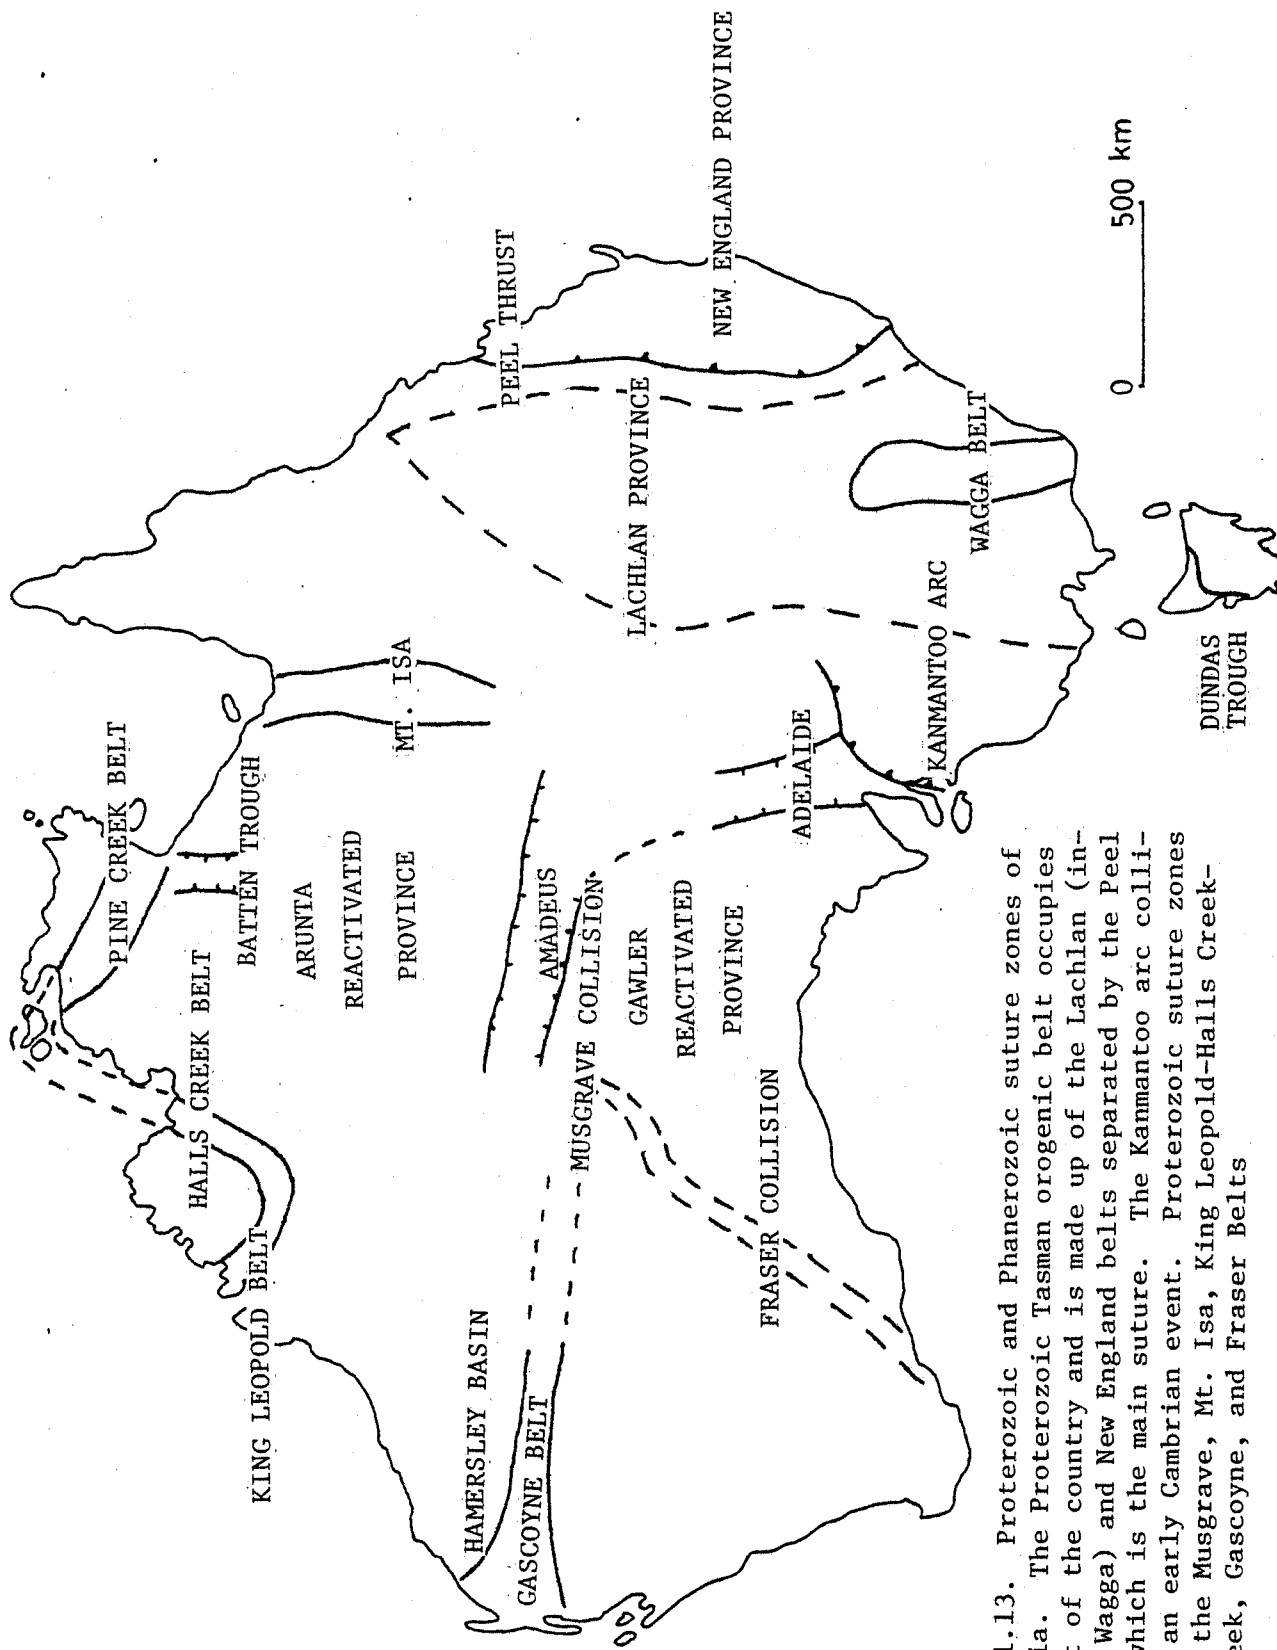 KING LEOPOLD BELT
HALLS CREEK BELT
PINE CREEK BELT
BATTEN TROUGH
ARUNTA
REACTIVATED
PROVINCE
MT. ISA
HAMERSLEY BASIN
GASCOYNE BELT
AMADEUS
MUSGRAVE COLLISION
GAWLER
REACTIVATED
PROVINCE
FRASER COLLISION
ADELAIDE
KANMANTOO ARC
LACHLAN PROVINCE
PEEL THRUST
NEW ENGLAND PROVINCE
WAGGA BELT
DUNDAS
TROUGH
0 500 km
1.13. Proterozoic and Phanerozoic suture zones of
ia. The Proterozoic Tasman orogenic belt occupies
of the country and is made up of the Lachlan (in-
Wagga) and New England belts separated by the Peel
which is the main suture. The Kanmantoo arc colli-
an early Cambrian event. Proterozoic suture zones
the Musgrave, Mt. Isa, King Leopold-Halls Creek-
eek, Gascoyne, and Fraser Belts